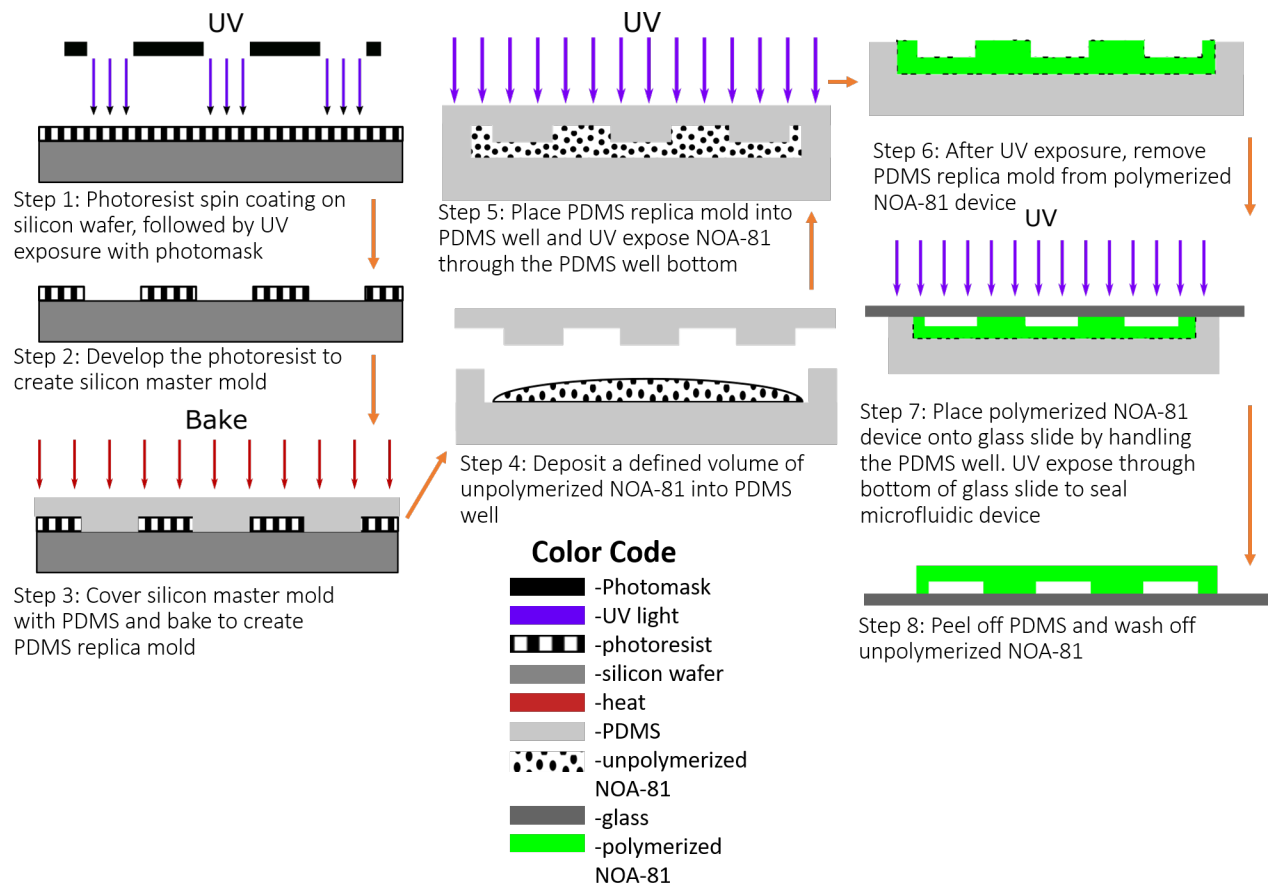 UV
Step 1: Photoresist spin coating on
silicon wafer, followed by UV
exposure with photomask
Step 2: Develop the photoresist to
create silicon master mold
Bake
Step 3: Cover silicon master mold
with PDMS and bake to create
PDMS replica mold
Step 4: Deposit a defined volume of
unpolymerized NOA-81 into PDMS
well
UV
Step 5: Place PDMS replica mold into
PDMS well and UV expose NOA-81
through the PDMS well bottom
Step 6: After UV exposure, remove
PDMS replica mold from polymerized
NOA-81 device
UV
Step 7: Place polymerized NOA-81
device onto glass slide by handling
the PDMS well. UV expose through
bottom of glass slide to seal
microfluidic device
Step 8: Peel off PDMS and wash off
unpolymerized NOA-81
Color Code
-Photomask
-UV light
-photoresist
-silicon wafer
-heat
-PDMS
-unpolymerized
NOA-81
-glass
-polymerized
NOA-81